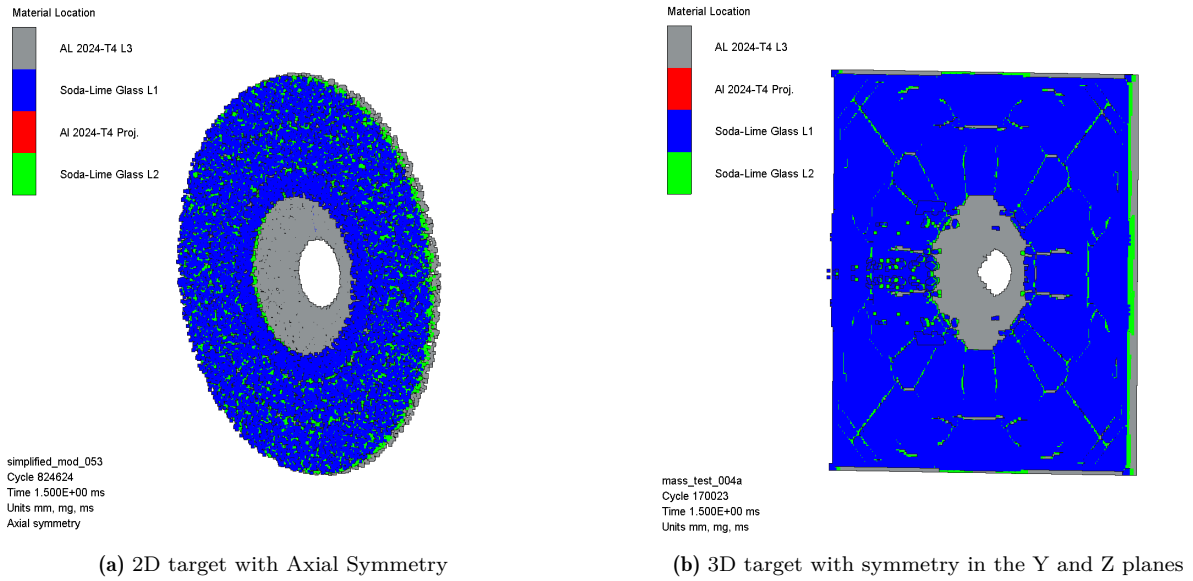 Material Location
AL 2024-T4 L3
Soda-Lime Glass L1
Al 2024-T4 Proj.
Soda-Lime Glass L2
simplified_mod_053
Cycle 824624
Time 1.500E+00 ms
Units mm, mg, ms
Axial symmetry
(a) 2D target with Axial Symmetry
Material Location
AL 2024-T4 L3
Al 2024-T4 Proj.
Soda-Lime Glass L1
Soda-Lime Glass L2
mass_test_004a
Cycle 170023
Time 1.500E+00 ms
Units mm, mg, ms
(b) 3D target with symmetry in the Y and Z planes